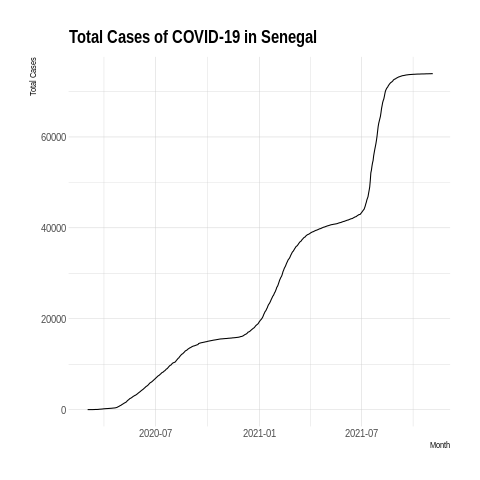 Total Cases of COVID-19 in Senegal
Total Cases
60000
40000
20000
0
2020-07 2021-01 2021-07
Month